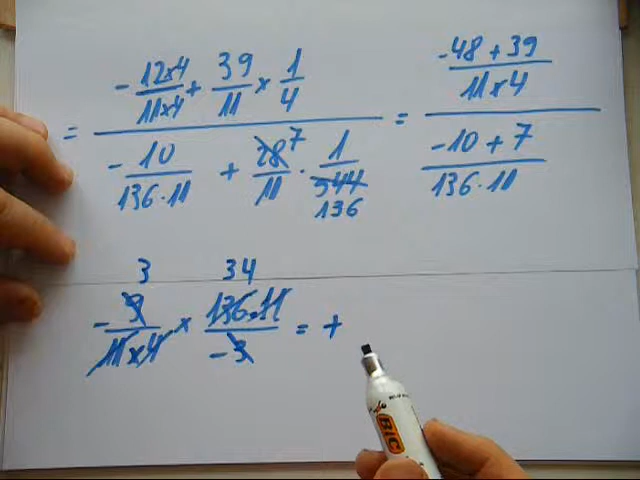 = (-(12×4)/(11×4) + 39/11 × 1/4) / (-10/(136·11) + 28/11 7 · 1/544 136) = ((-48+39)/(11×4)) / ((-10+7)/(136·11))
3 34
-9/(11×4) × (136·11)/-3 = +
BIC